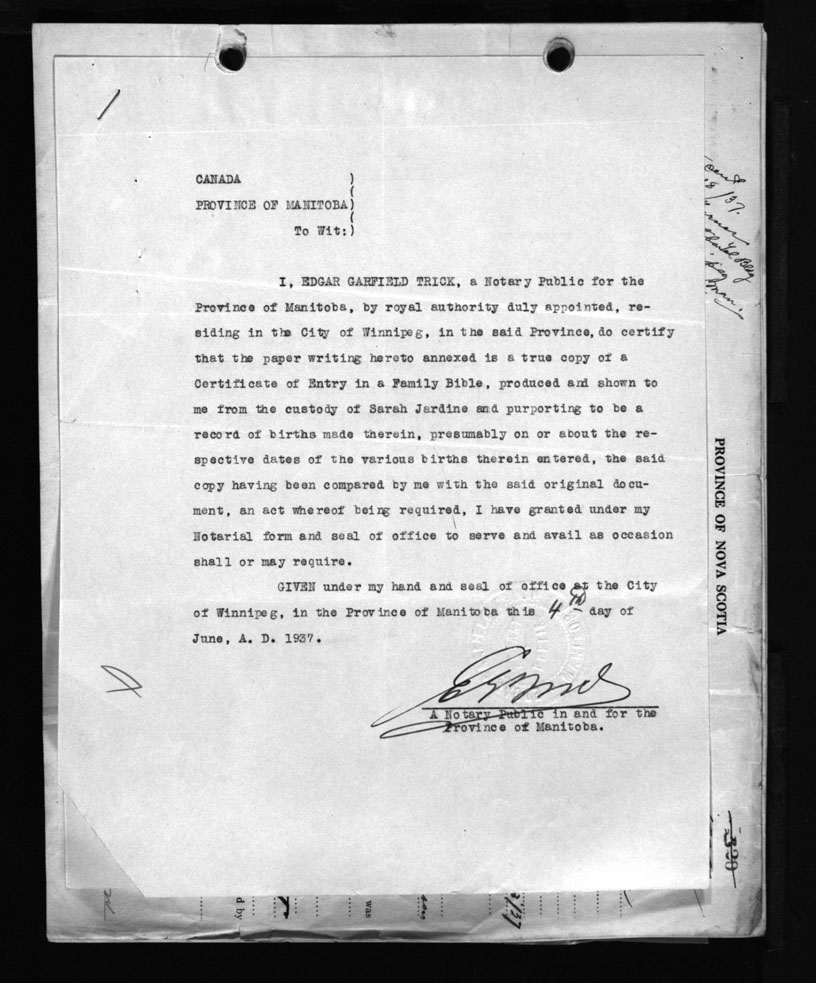 CANADA )
(
PROVINCE OF MANITOBA)
(
To Wit:)
I, EDGAR GARFIELD TRICK, a Notary Public for the
Province of Manitoba, by royal authority duly appointed, re-
siding in the City of Winnipeg, in the said Province, do certify
that the paper writing hereto annexed is a true copy of a
Certificate of Entry in a Family Bible, produced and shown to
me from the custody of Sarah Jardine and purporting to be a
record of births made therein, presumably on or about the re-
spective dates of the various births therein entered, the said
copy having been compared by me with the said original docu-
ment, an act whereof being required, I have granted under my
Notarial form and seal of office to serve and avail as occasion
shall or may require.
GIVEN under my hand and seal of office at the City
of Winnipeg, in the Province of Manitoba this 4th day of
June, A. D. 1937.
A Notary Public in and for the
Province of Manitoba.
PROVINCE OF NOVA SCOTIA
d by
was